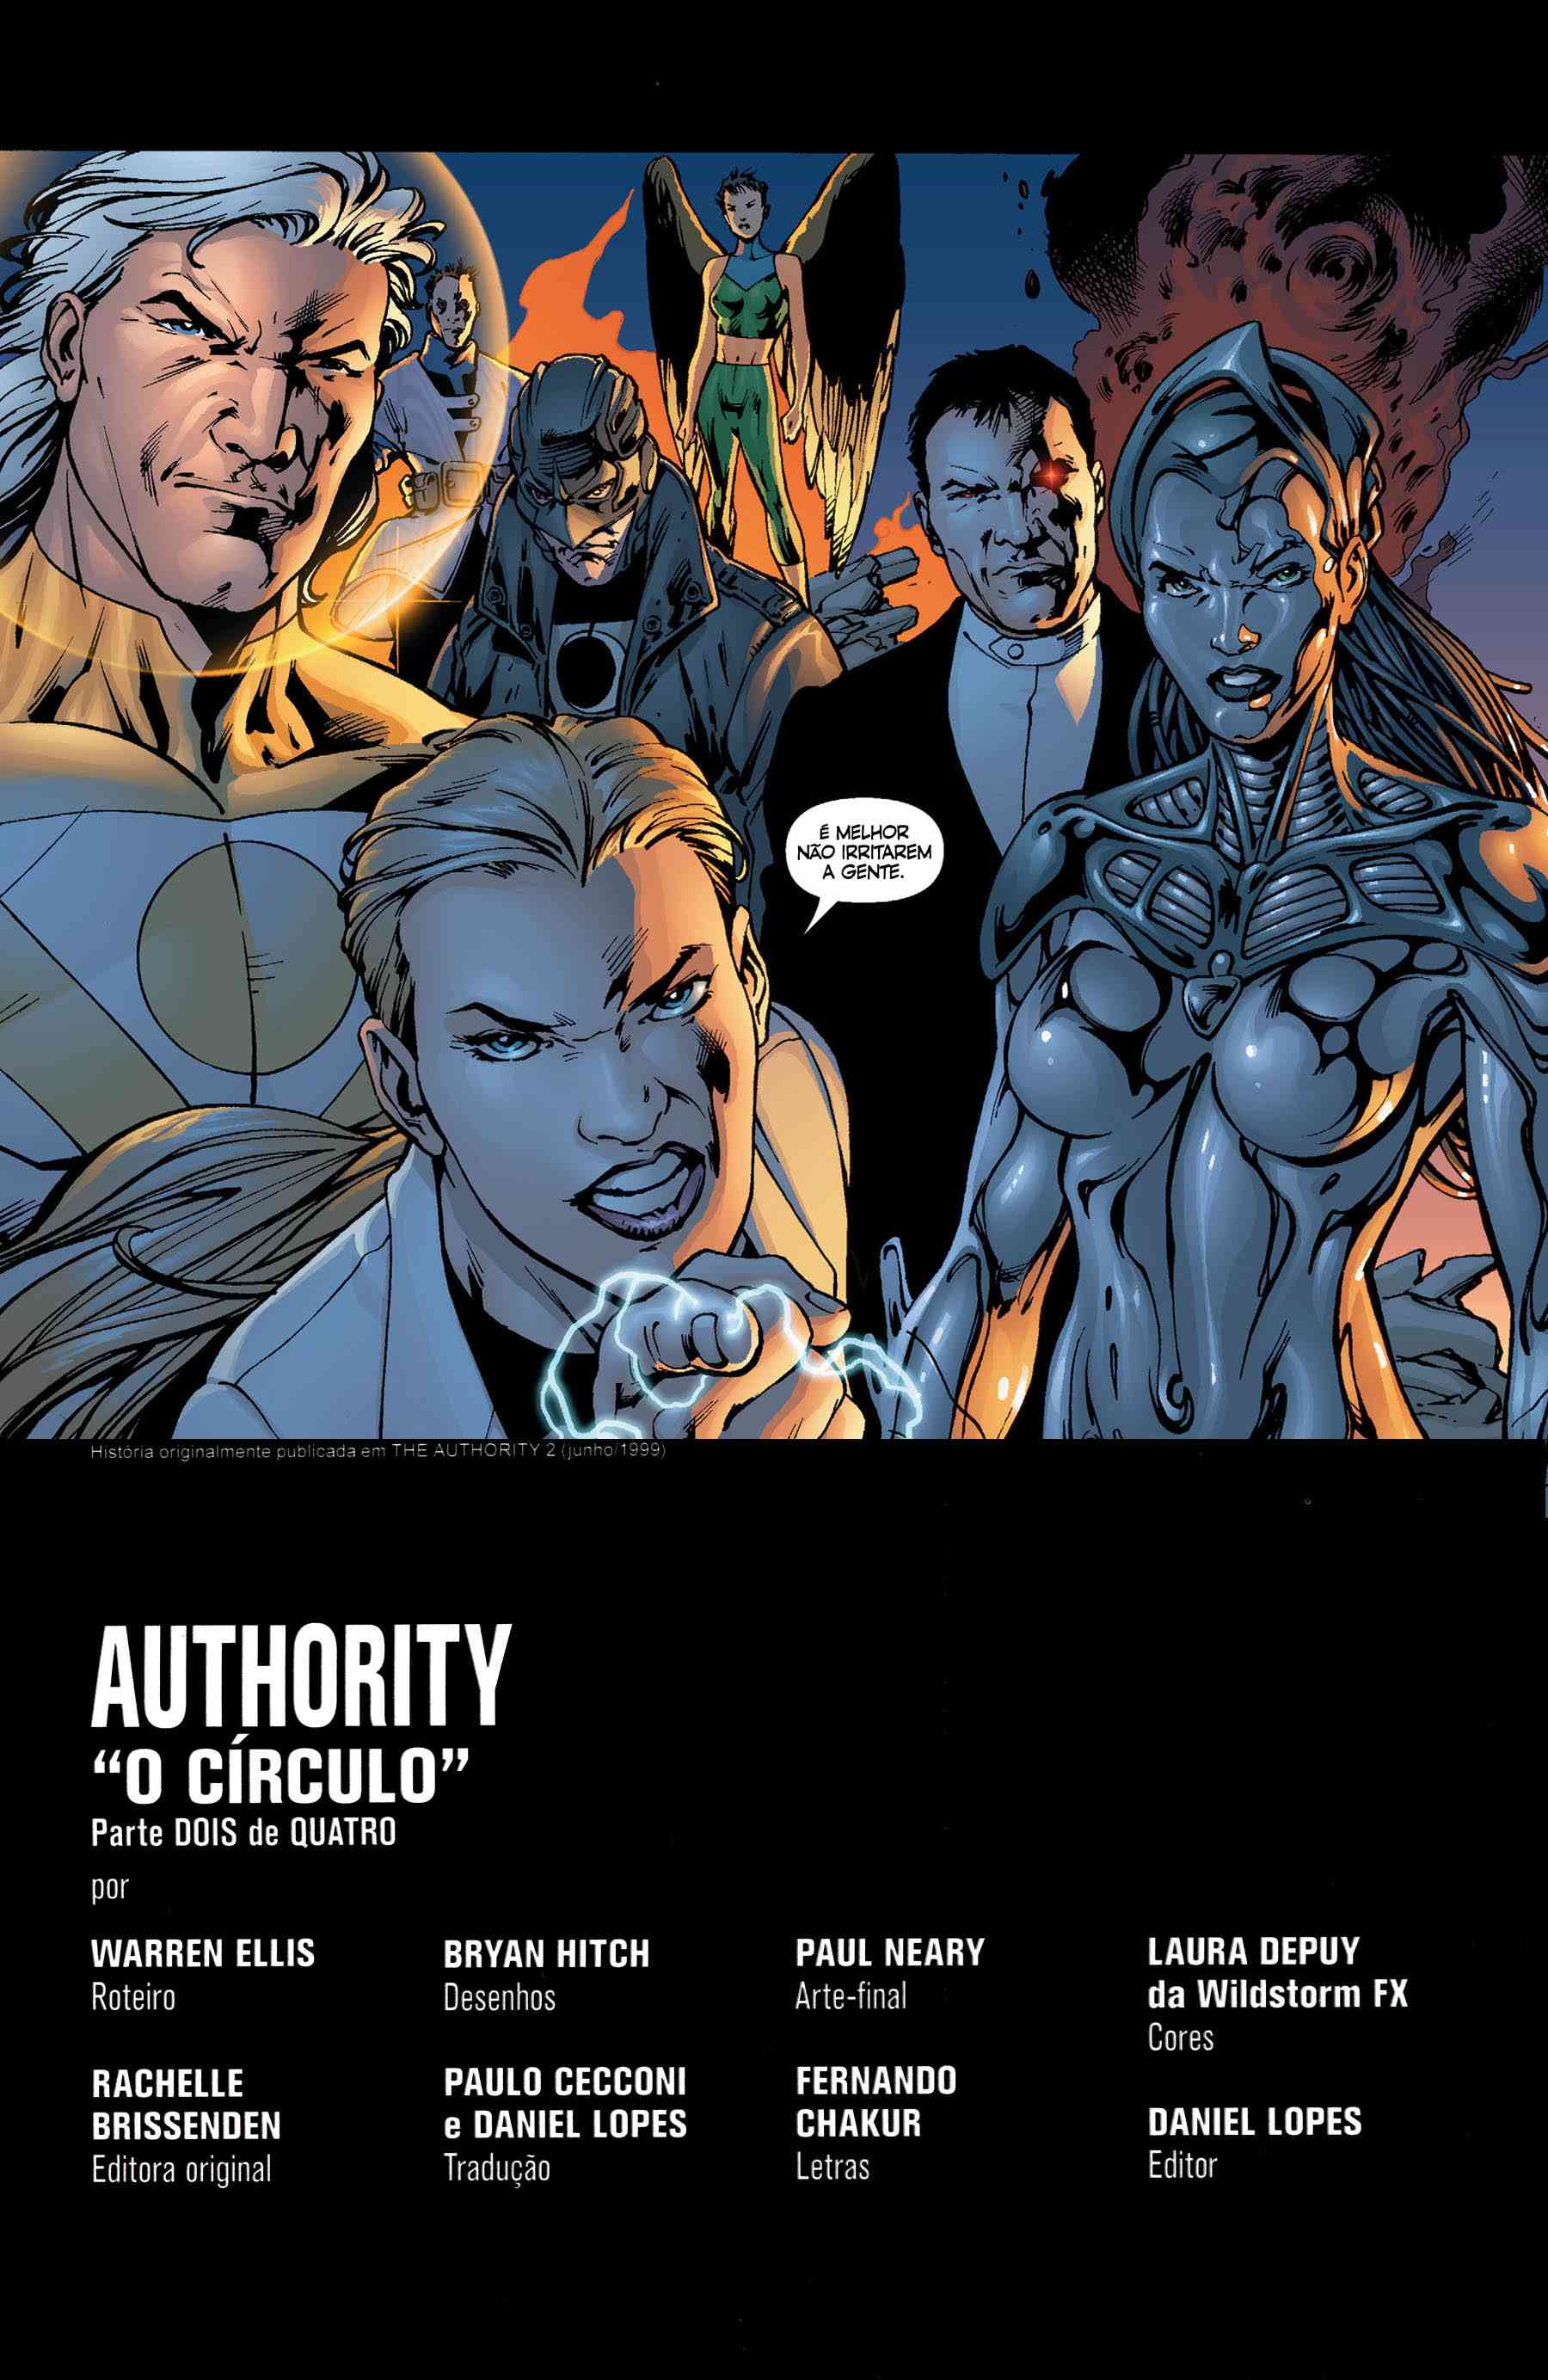 É MELHOR
NÃO IRRITAREM
A GENTE.
História originalmente publicada em THE AUTHORITY 2 (junho/1999)
AUTHORITY
“O CÍRCULO”
Parte DOIS de QUATRO
por
WARREN ELLIS
Roteiro
BRYAN HITCH
Desenhos
PAUL NEARY
Arte-final
LAURA DEPUY
da Wildstorm FX
Cores
RACHELLE
BRISSENDEN
Editora original
PAULO CECCONI
e DANIEL LOPES
Tradução
FERNANDO
CHAKUR
Letras
DANIEL LOPES
Editor